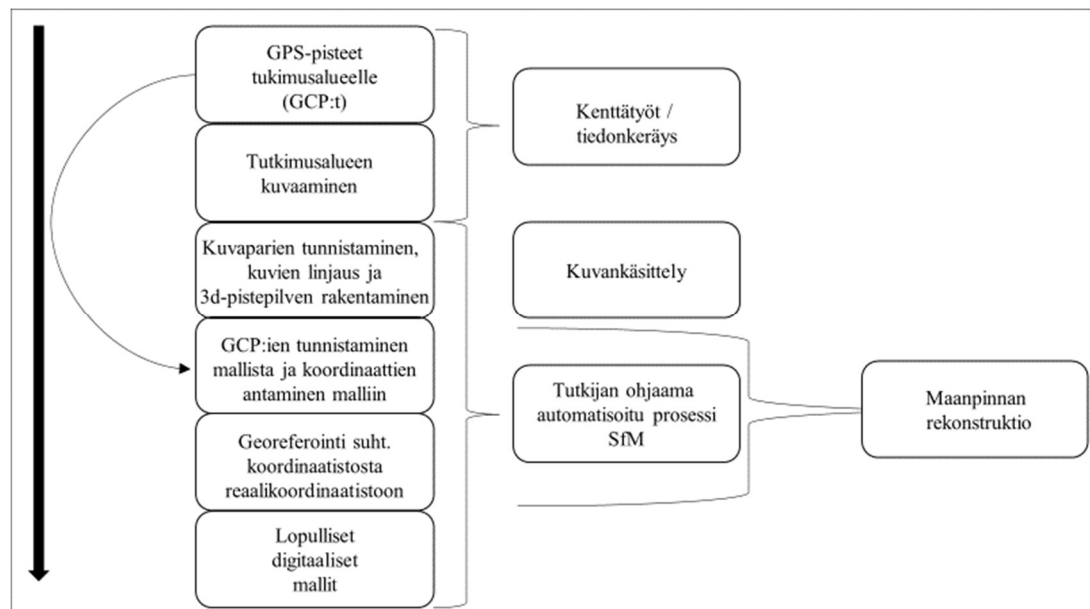 GPS-pisteet
tukimusalueelle
(GCP:t)
Tutkimusalueen
kuvaaminen
Kuvaparien tunnistaminen,
kuvien linjaus ja
3d-pistepilven rakentaminen
GCP:ien tunnistaminen
mallista ja koordinaattien
antaminen malliin
Georeferointi suht.
koordinaatistosta
reaalikoordinaatistoon
Lopulliset
digitaaliset
mallit
Kenttätyöt /
tiedonkeräys
Kuvankäsittely
Tutkijan ohjaama
automatisoitu prosessi
SfM
Maanpinnan
rekonstruktio